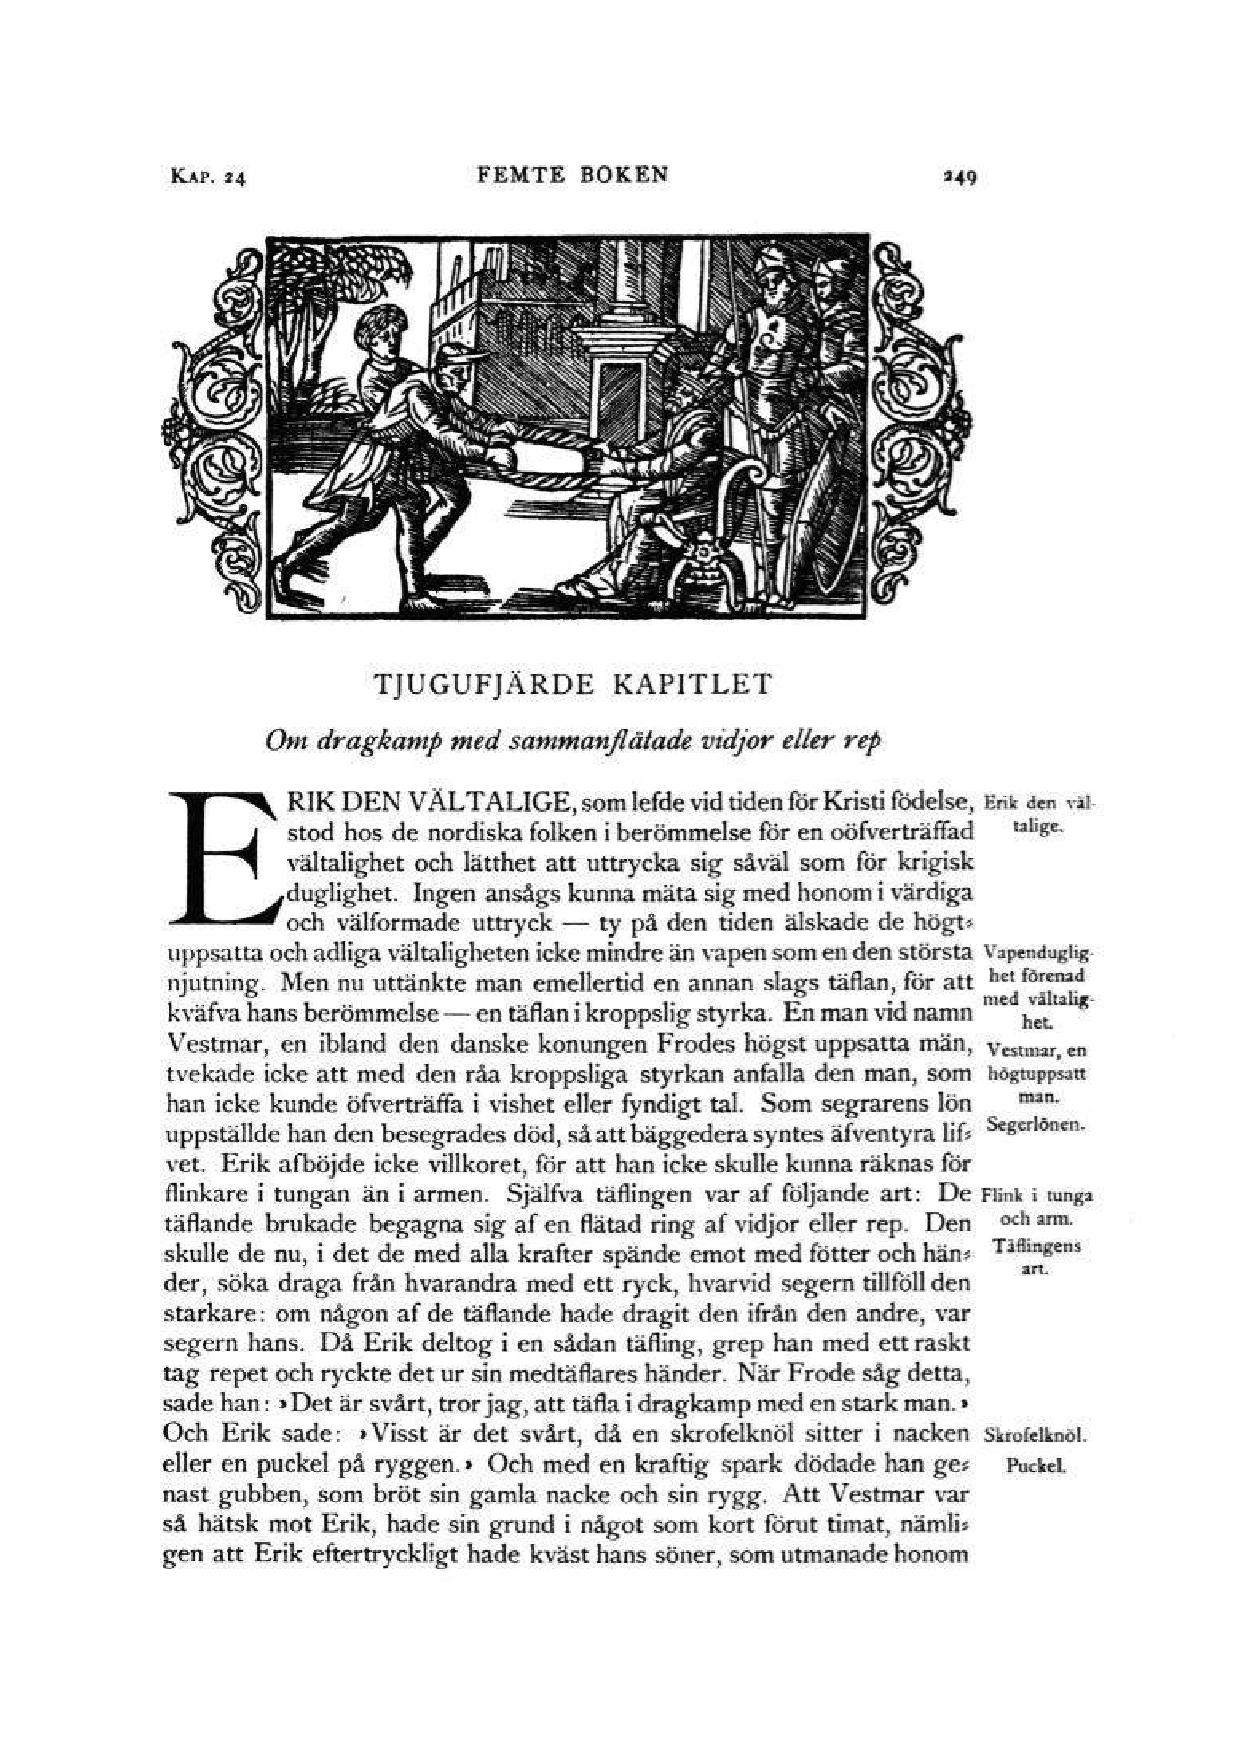 KAP. 24 FEMTE BOKEN 249
TJUGUFJÄRDE KAPITLET
Om dragkamp med sammanflätade vidjor eller rep
ERIK DEN VÄLTALIGE, som lefde vid tiden för Kristi födelse,
stod hos de nordiska folken i berömmelse för en oöfverträffad
vältalighet och lätthet att uttrycka sig såväl som för krigisk
duglighet. Ingen ansågs kunna mäta sig med honom i värdiga
och välformade uttryck — ty på den tiden älskade de högt-
uppsatta och adliga vältaligheten icke mindre än vapen som en den största
njutning. Men nu uttänkte man emellertid en annan slags täflan, för att
kväfva hans berömmelse — en täflan i kroppslig styrka. En man vid namn
Vestmar, en ibland den danske konungen Frodes högst uppsatta män,
tvekade icke att med den råa kroppsliga styrkan anfalla den man, som
han icke kunde öfverträffa i vishet eller fyndigt tal. Som segrarens lön
uppställde han den besegrades död, så att bäggedera syntes äfventyra lif-
vet. Erik afböjde icke villkoret, för att han icke skulle kunna räknas för
flinkare i tungan än i armen. Själfva täflingen var af följande art: De
täflande brukade begagna sig af en flätad ring af vidjor eller rep. Den
skulle de nu, i det de med alla krafter spände emot med fötter och hän-
der, söka draga från hvarandra med ett ryck, hvarvid segern tillföll den
starkare: om någon af de täflande hade dragit den ifrån den andre, var
segern hans. Då Erik deltog i en sådan täfling, grep han med ett raskt
tag repet och ryckte det ur sin medtäflares händer. När Frode såg detta,
sade han: »Det är svårt, tror jag, att täfla i dragkamp med en stark man.»
Och Erik sade: »Visst är det svårt, då en skrofelknöl sitter i nacken
eller en puckel på ryggen.» Och med en kraftig spark dödade han ge-
nast gubben, som bröt sin gamla nacke och sin rygg. Att Vestmar var
så hätsk mot Erik, hade sin grund i något som kort förut timat, nämli-
gen att Erik eftertryckligt hade kväst hans söner, som utmanade honom
Erik den väl-
talige.
Vapenduglig-
het förenad
med vältalig-
het.
Vestmar, en
högtuppsatt
man.
Segerlönen.
Flink i tunga
och arm.
Täflingens
art.
Skrofelknöl.
Puckel.